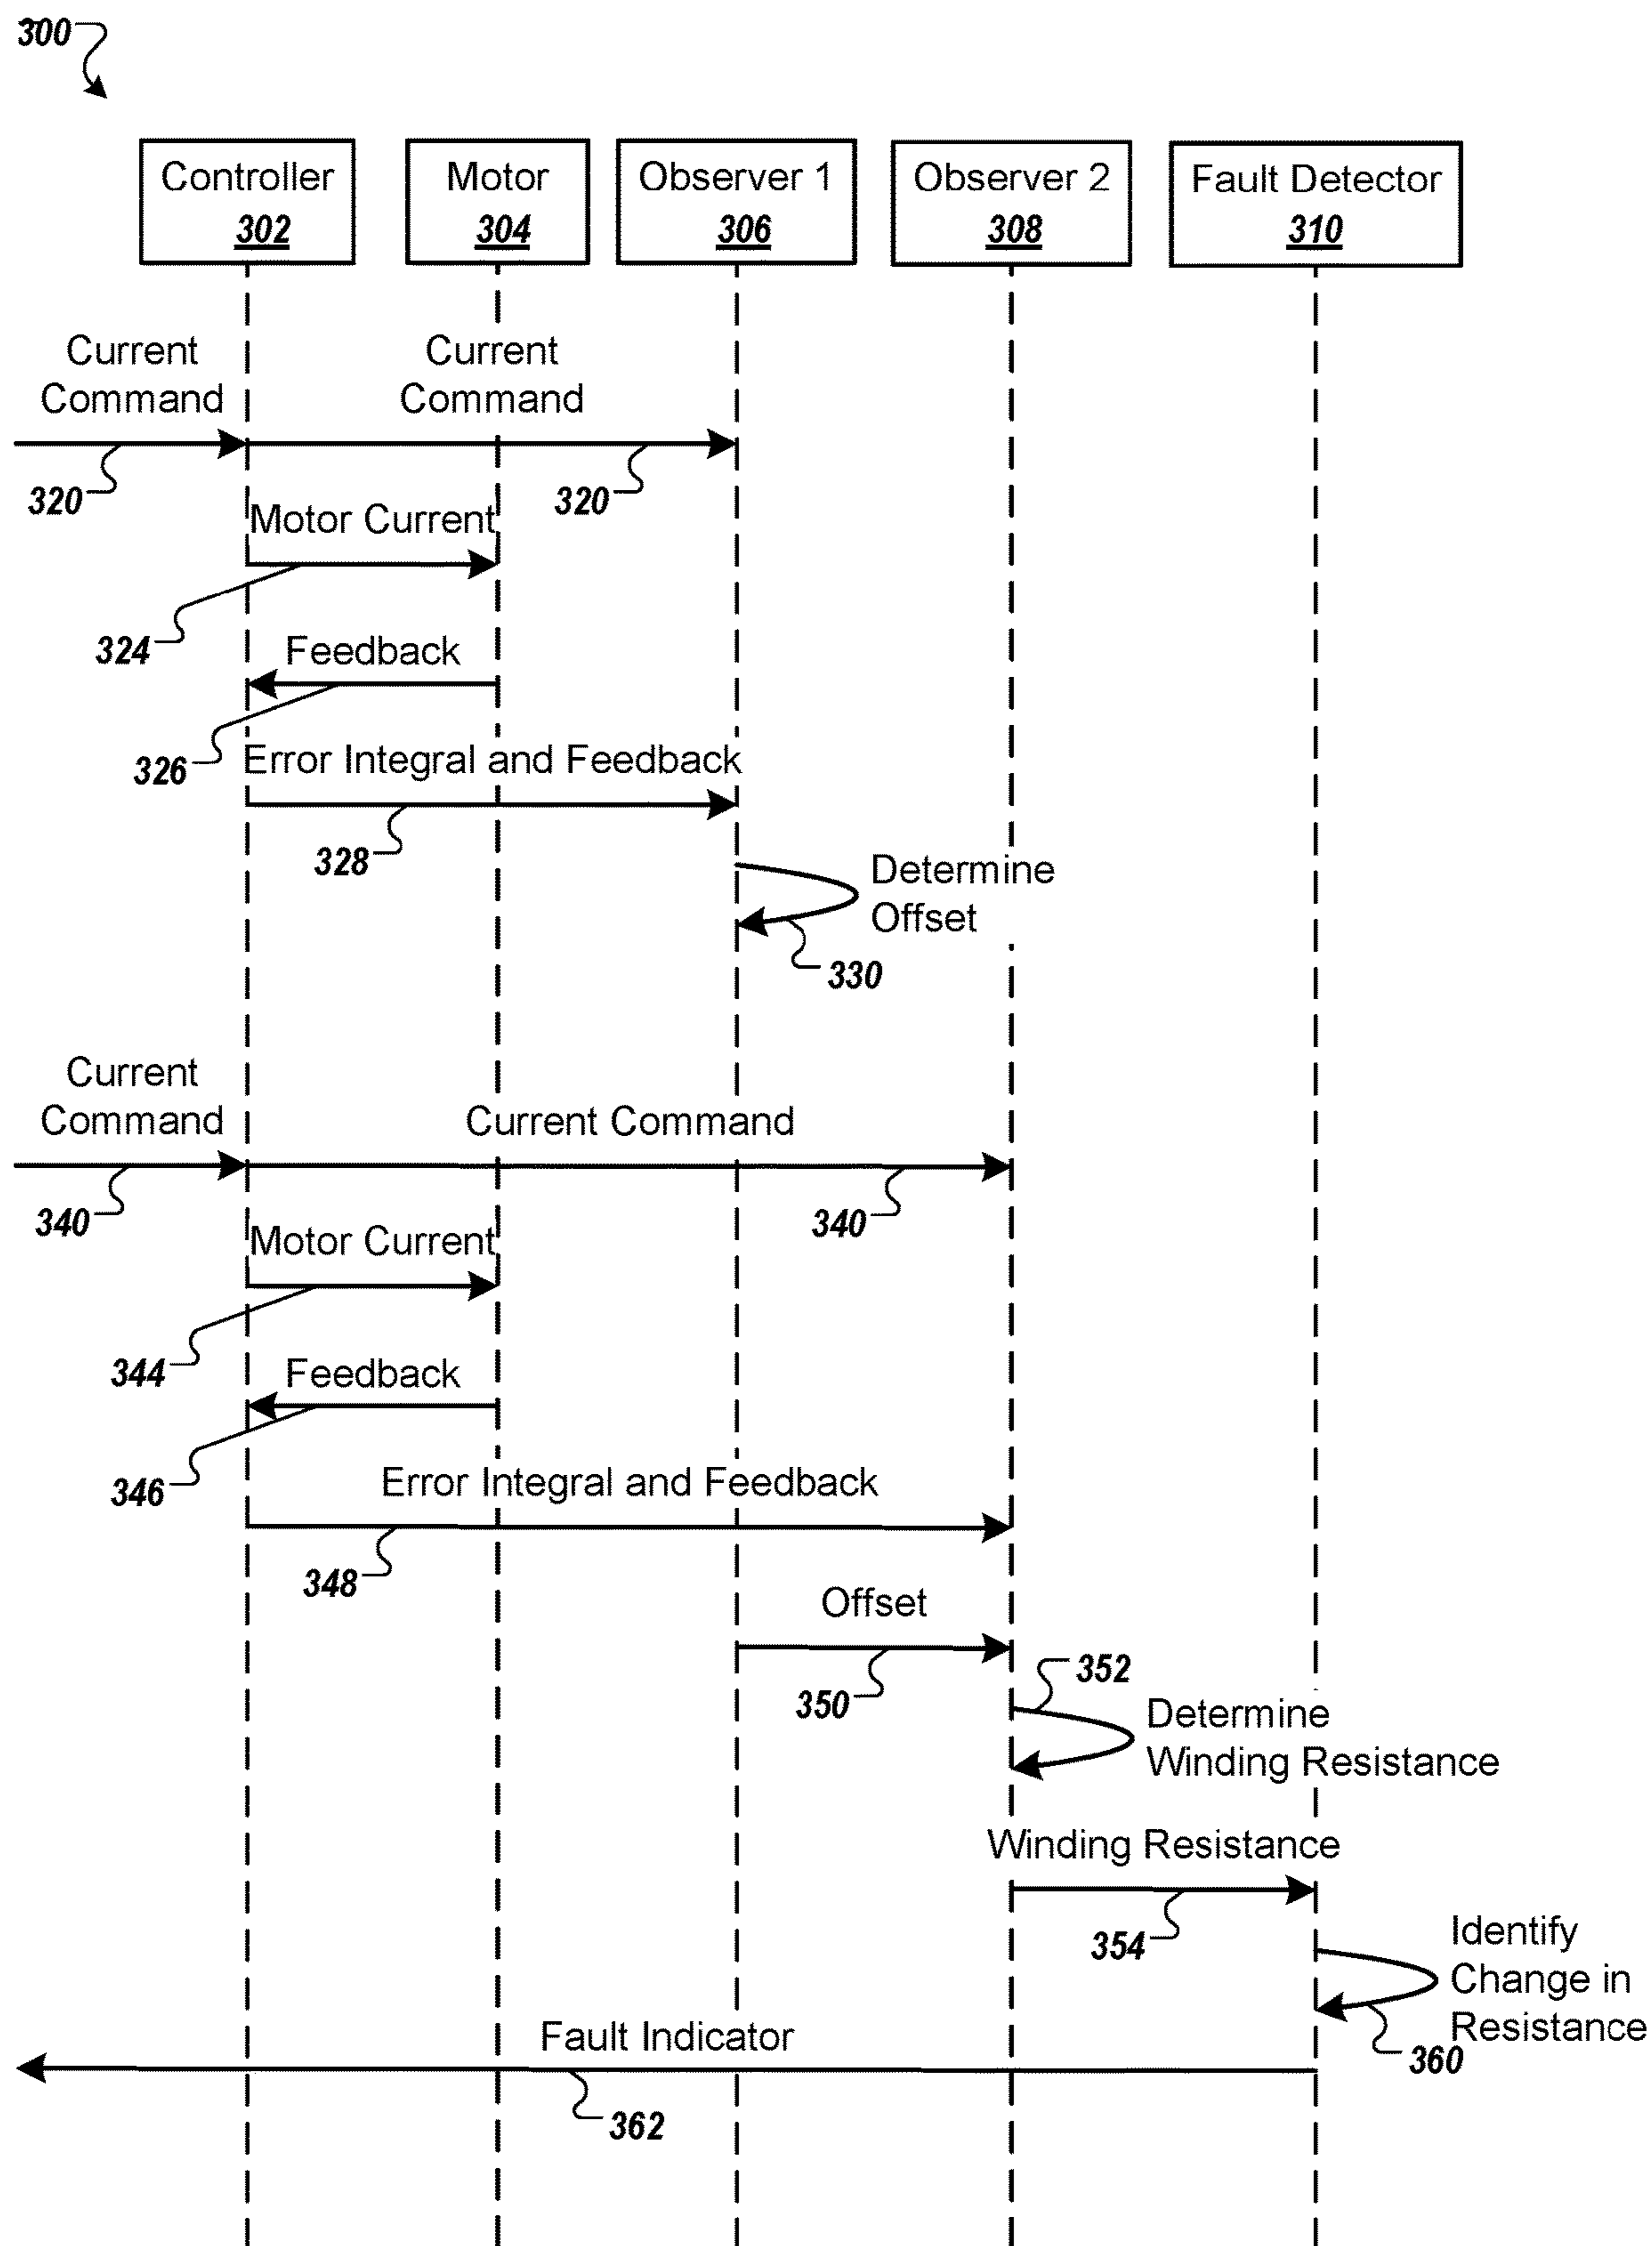 300
Controller
302
Motor
304
Observer 1
306
Observer 2
308
Fault Detector
310
Current
Command
320
Current
Command
320
Motor Current
324
Feedback
326
Error Integral and Feedback
328
Determine
Offset
330
Current
Command
340
Current Command
340
Motor Current
344
Feedback
346
Error Integral and Feedback
348
Offset
350
352
Determine
Winding Resistance
Winding Resistance
354
Identify
Change in
Resistance
360
Fault Indicator
362